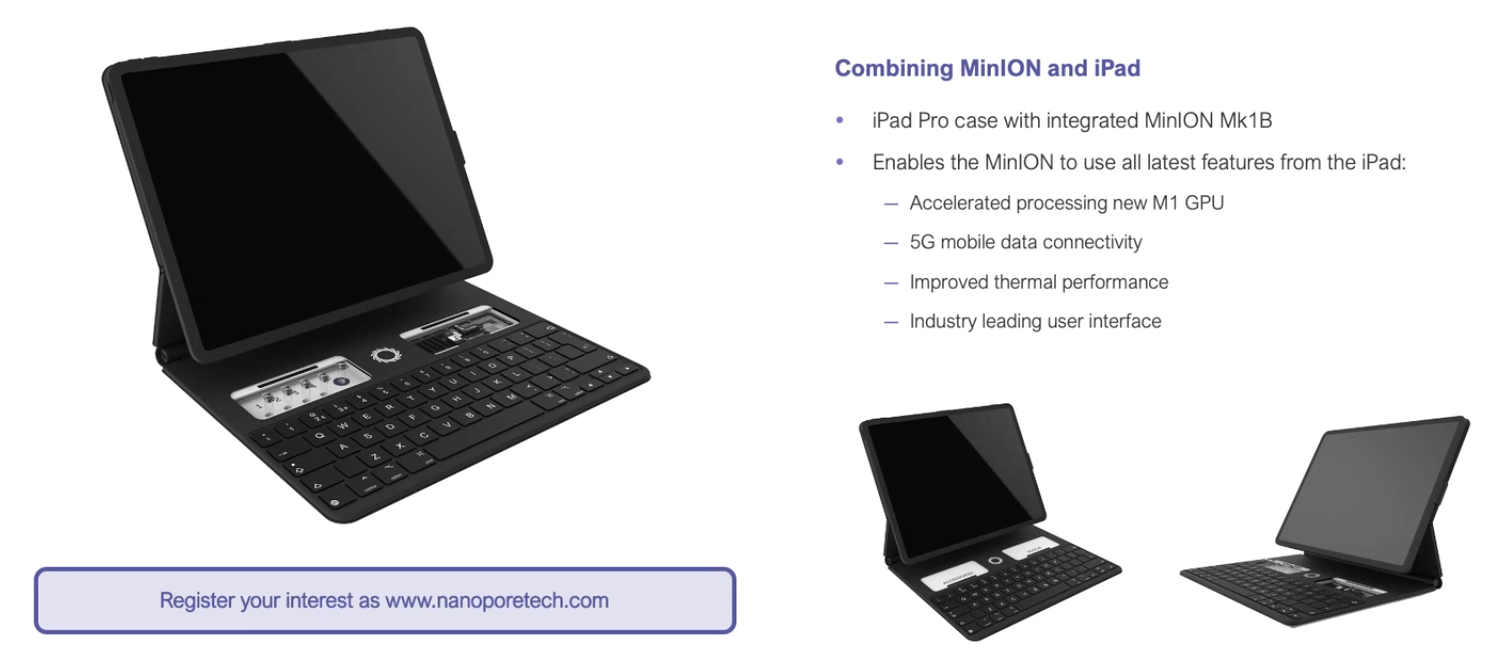 Combining MinION and iPad
• iPad Pro case with integrated MinION Mk1B
• Enables the MinION to use all latest features from the iPad:
— Accelerated processing new M1 GPU
— 5G mobile data connectivity
— Improved thermal performance
— Industry leading user interface
Register your interest as www.nanoporetech.com